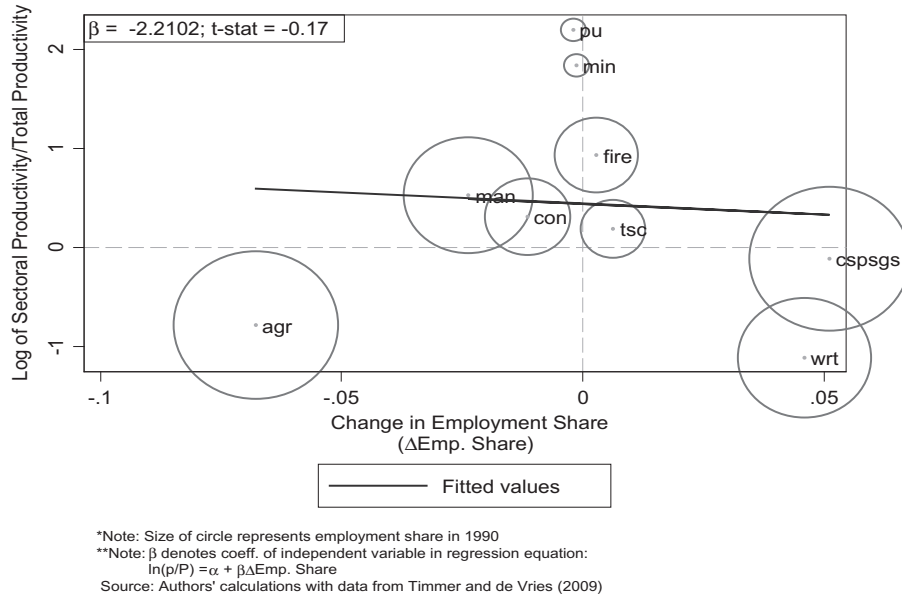 β = -2.2102; t-stat = -0.17
Log of Sectoral Productivity/Total Productivity
2
1
0
-1
pu
min
fire
man
con
tsc
cspsgs
agr
wrt
-.1
-.05
0
.05
Change in Employment Share
(ΔEmp. Share)
Fitted values
*Note: Size of circle represents employment share in 1990
**Note: β denotes coeff. of independent variable in regression equation:
ln(p/P) =α + βΔEmp. Share
Source: Authors' calculations with data from Timmer and de Vries (2009)